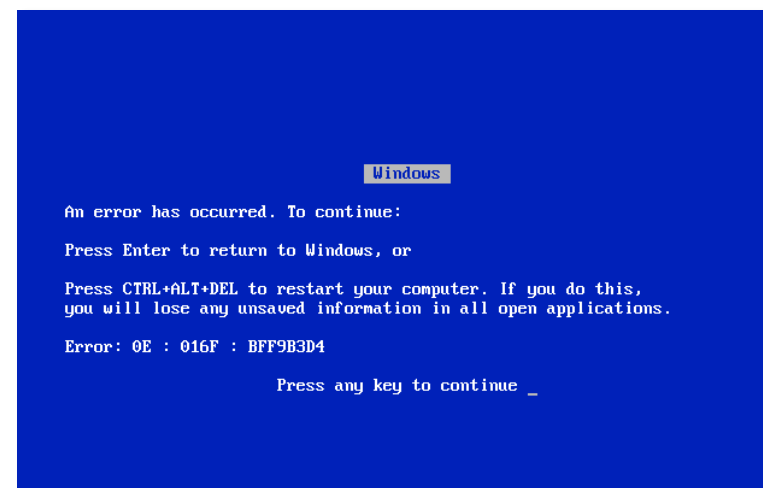 Windows
An error has occurred. To continue:
Press Enter to return to Windows, or
Press CTRL+ALT+DEL to restart your computer. If you do this,
you will lose any unsaved information in all open applications.
Error: 0E : 016F : BFF9B3D4
Press any key to continue _